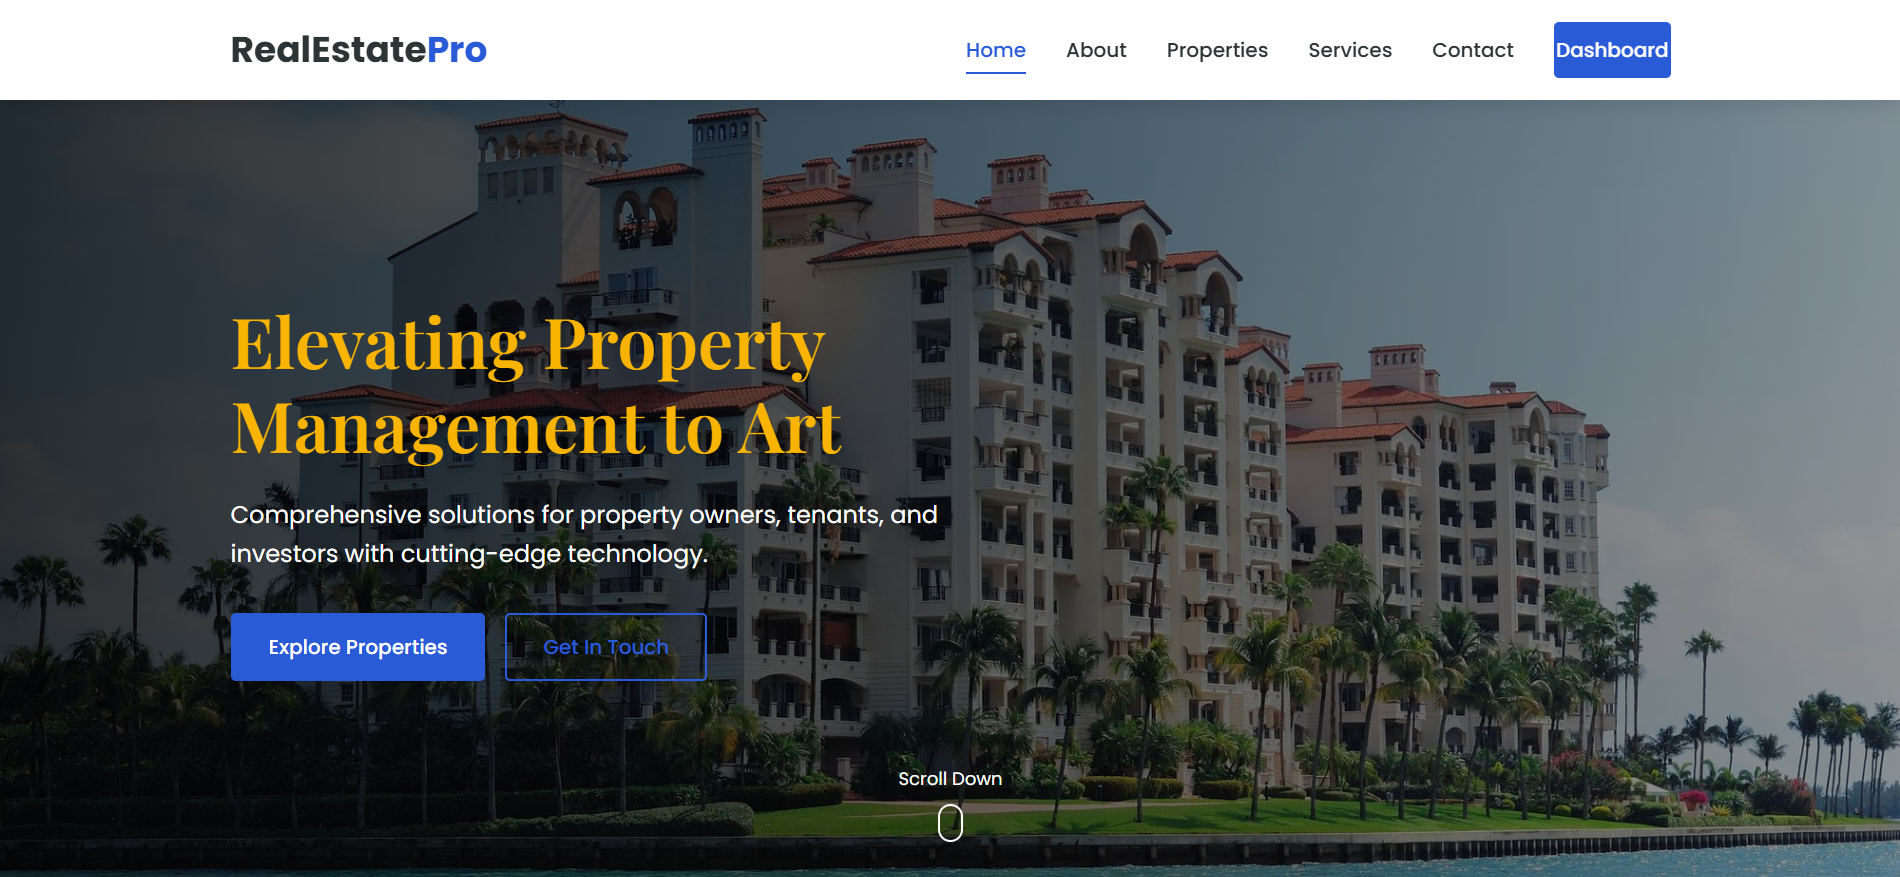 RealEstatePro
Home About Properties Services Contact Dashboard
Elevating Property
Management to Art
Comprehensive solutions for property owners, tenants, and
investors with cutting-edge technology.
Explore Properties Get In Touch
Scroll Down